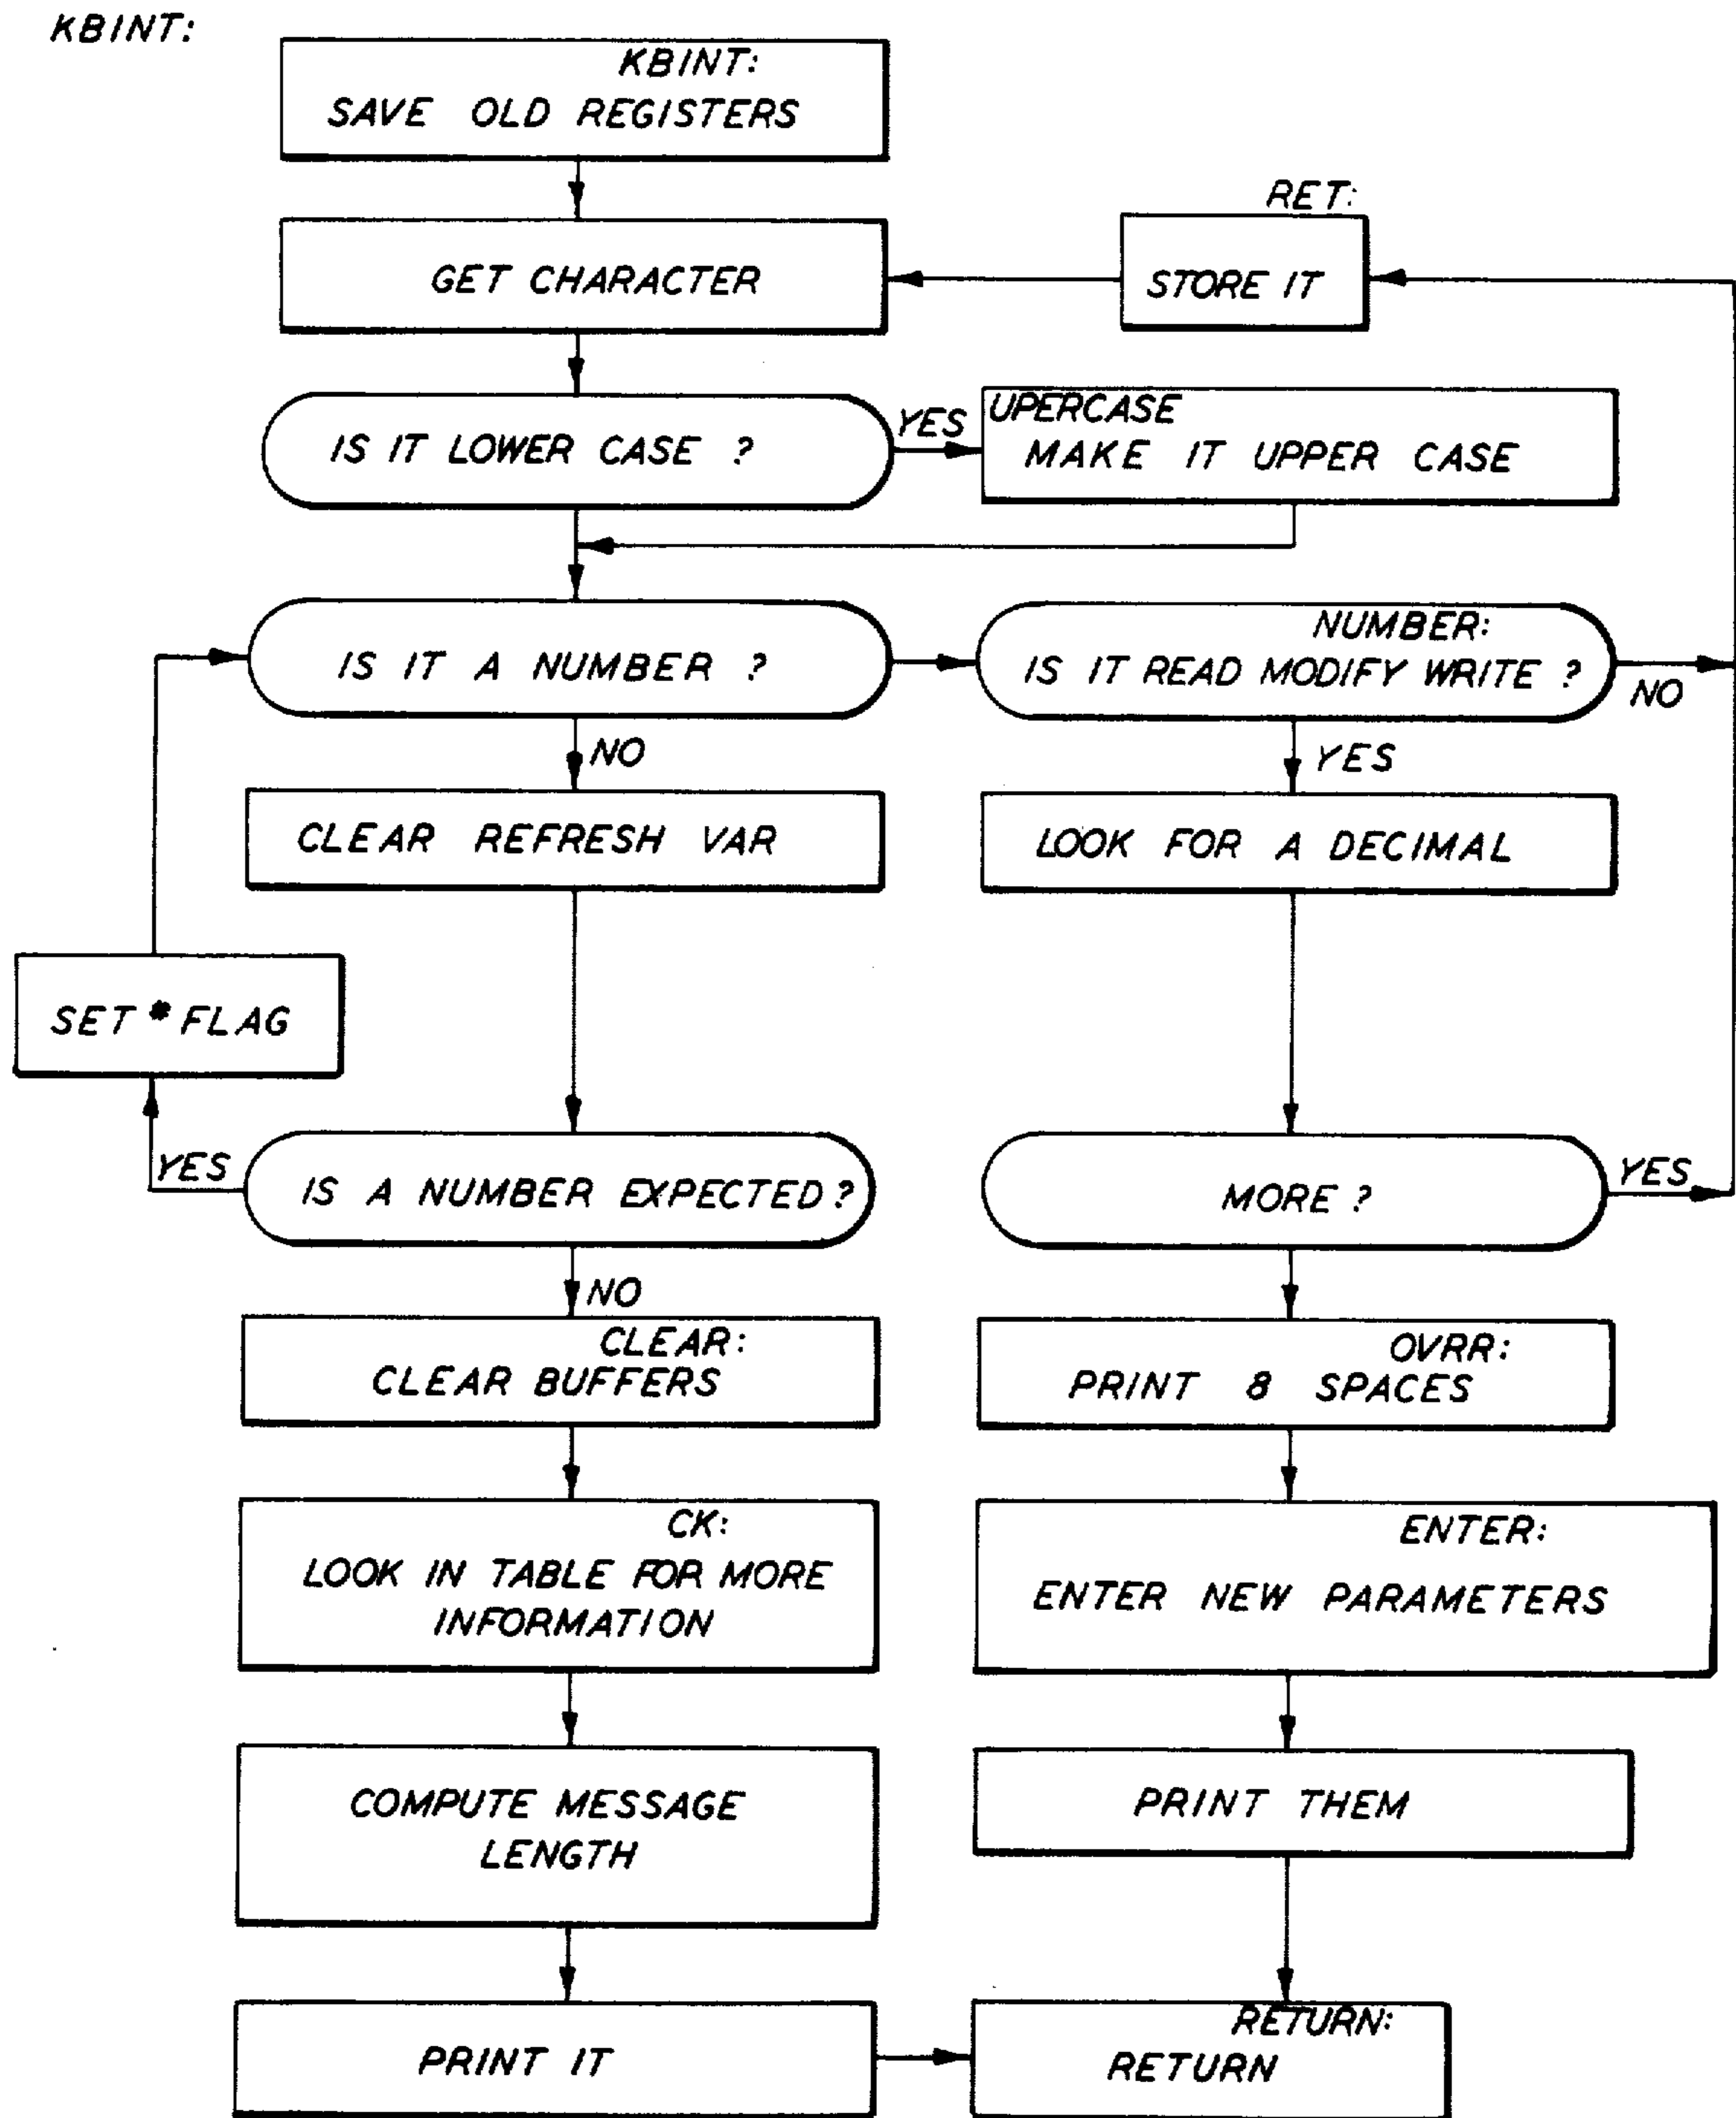 KBINT:
KBINT:
SAVE OLD REGISTERS
RET:
GET CHARACTER
STORE IT
IS IT LOWER CASE ?
YES
UPERCASE
MAKE IT UPPER CASE
IS IT A NUMBER ?
NUMBER:
IS IT READ MODIFY WRITE ?
NO
NO
YES
CLEAR REFRESH VAR
LOOK FOR A DECIMAL
SET * FLAG
YES
IS A NUMBER EXPECTED ?
MORE ?
YES
NO
CLEAR:
CLEAR BUFFERS
OVRR:
PRINT 8 SPACES
CK:
LOOK IN TABLE FOR MORE
INFORMATION
ENTER:
ENTER NEW PARAMETERS
COMPUTE MESSAGE
LENGTH
PRINT THEM
PRINT IT
RETURN:
RETURN